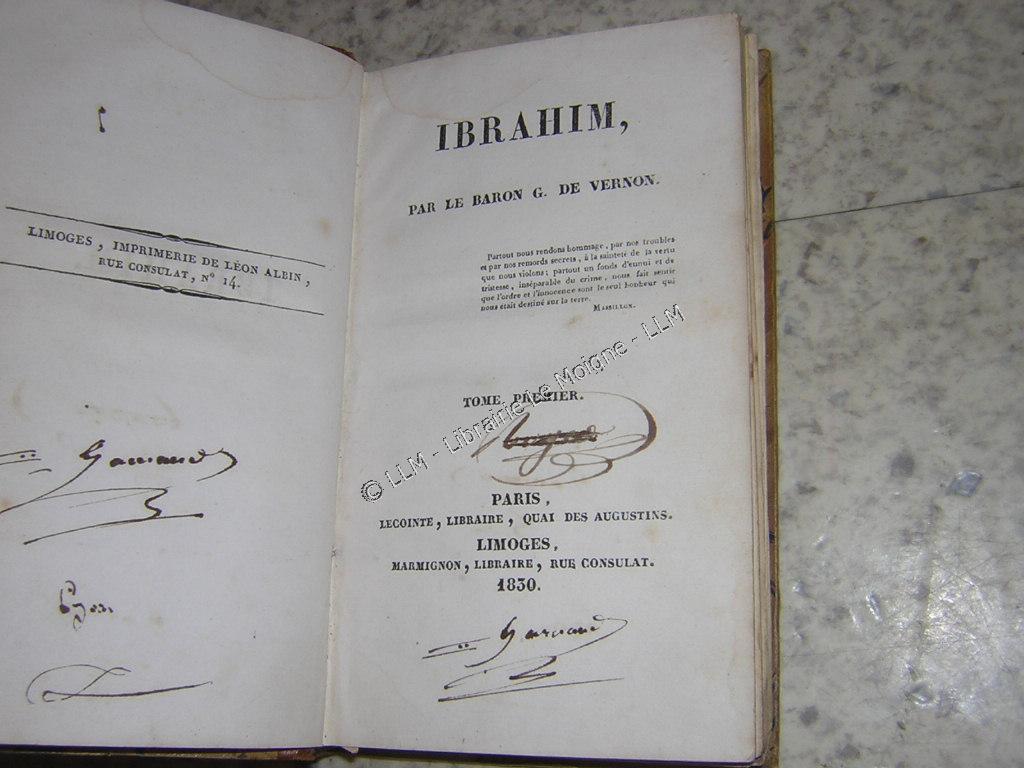 LIMOGES, IMPRIMERIE DE LÉON ALBIN,
RUE CONSULAT, Nº 14.
IBRAHIM,
PAR LE BARON G. DE VERNON.
Partout nous rendons hommage, par nos troubles
et par nos remords secrets, à la sainteté de la vertu
que nous violons; partout un fonds d'ennui et de
tristesse, inséparable du crime, nous fait sentir
que l'ordre et l'innocence sont le seul bonheur qui
nous était destiné sur la terre.
MASSILLON.
TOME PREMIER.
© LLM - Librairie Le Moigne - LLM
PARIS,
LECOINTE, LIBRAIRE, QUAI DES AUGUSTINS.
LIMOGES,
MARMIGNON, LIBRAIRE, RUE CONSULAT.
1830.